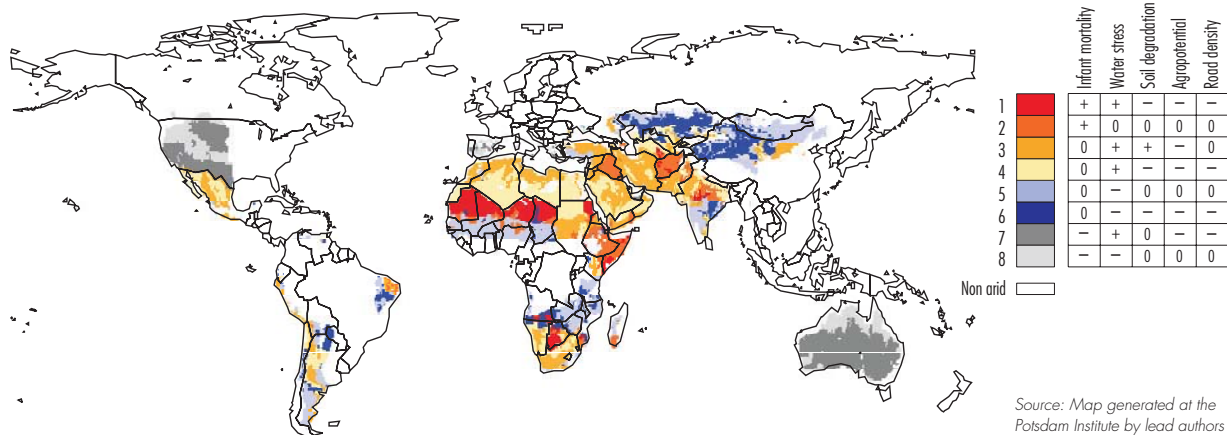 Infant mortality Water stress Soil degradation Agropotential Road density
1 + + – – –
2 + 0 0 0 0
3 0 + + – 0
4 0 + – – –
5 0 – 0 0 0
6 0 – – – –
7 – + 0 – –
8 – – 0 0 0
Non arid
Source: Map generated at the
Potsdam Institute by lead authors